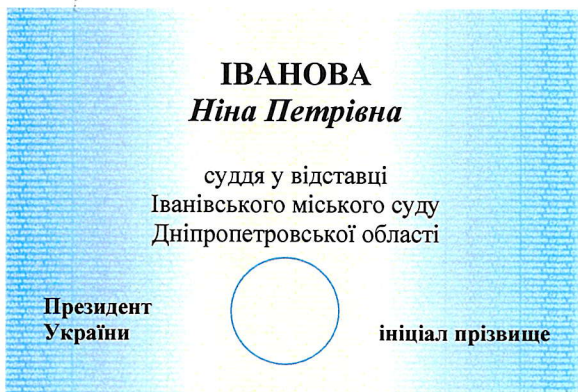 ІВАНОВА
Ніна Петрівна
суддя у відставці
Іванівського міського суду
Дніпропетровської області
Президент
України
ініціал прізвище